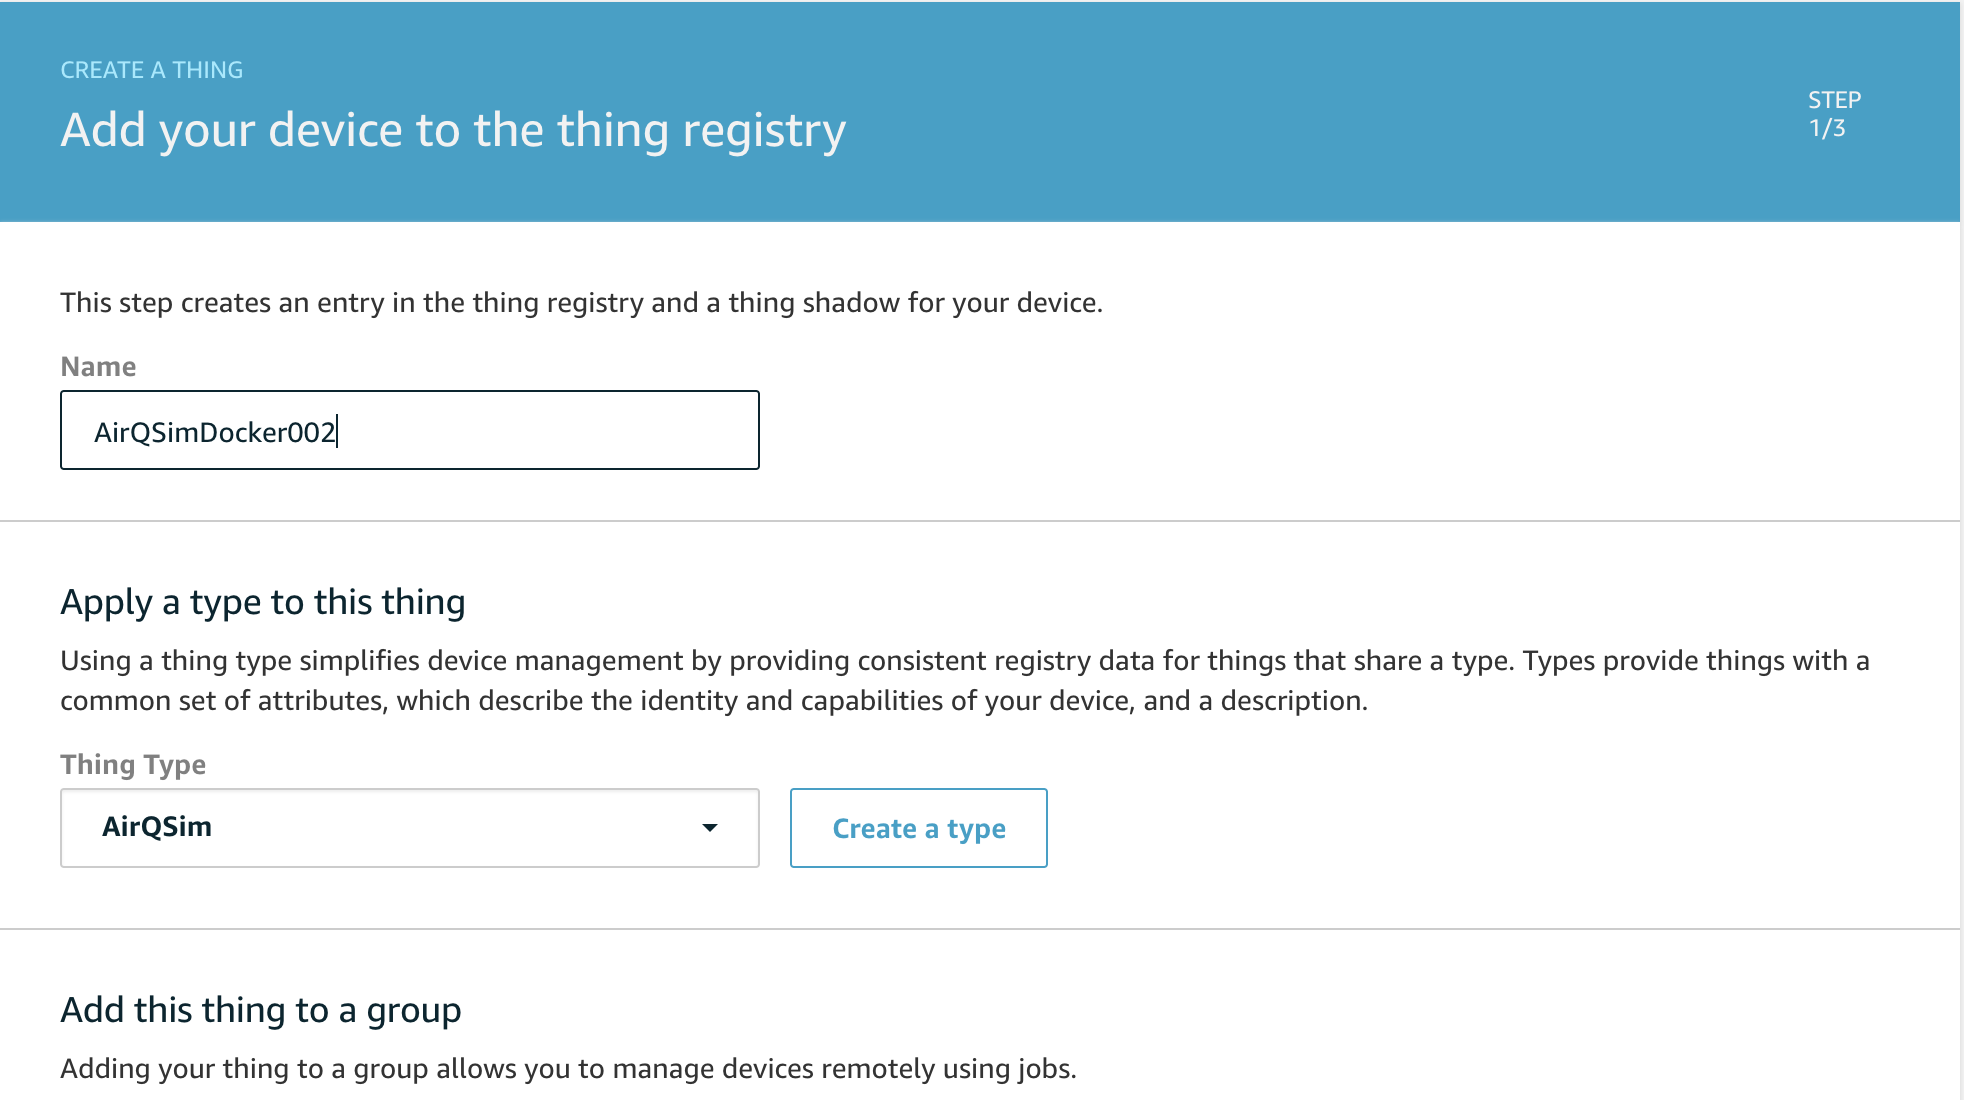 CREATE A THING
Add your device to the thing registry
STEP
1/3
This step creates an entry in the thing registry and a thing shadow for your device.
Name
AirQSimDocker002
Apply a type to this thing
Using a thing type simplifies device management by providing consistent registry data for things that share a type. Types provide things with a
common set of attributes, which describe the identity and capabilities of your device, and a description.
Thing Type
AirQSim
Create a type
Add this thing to a group
Adding your thing to a group allows you to manage devices remotely using jobs.